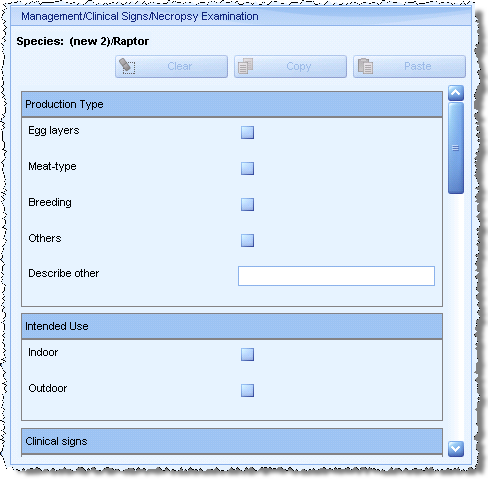 Management/Clinical Signs/Necropsy Examination
Species: (new 2)/Raptor
Clear Copy Paste
Production Type
Egg layers
Meat-type
Breeding
Others
Describe other
Intended Use
Indoor
Outdoor
Clinical signs